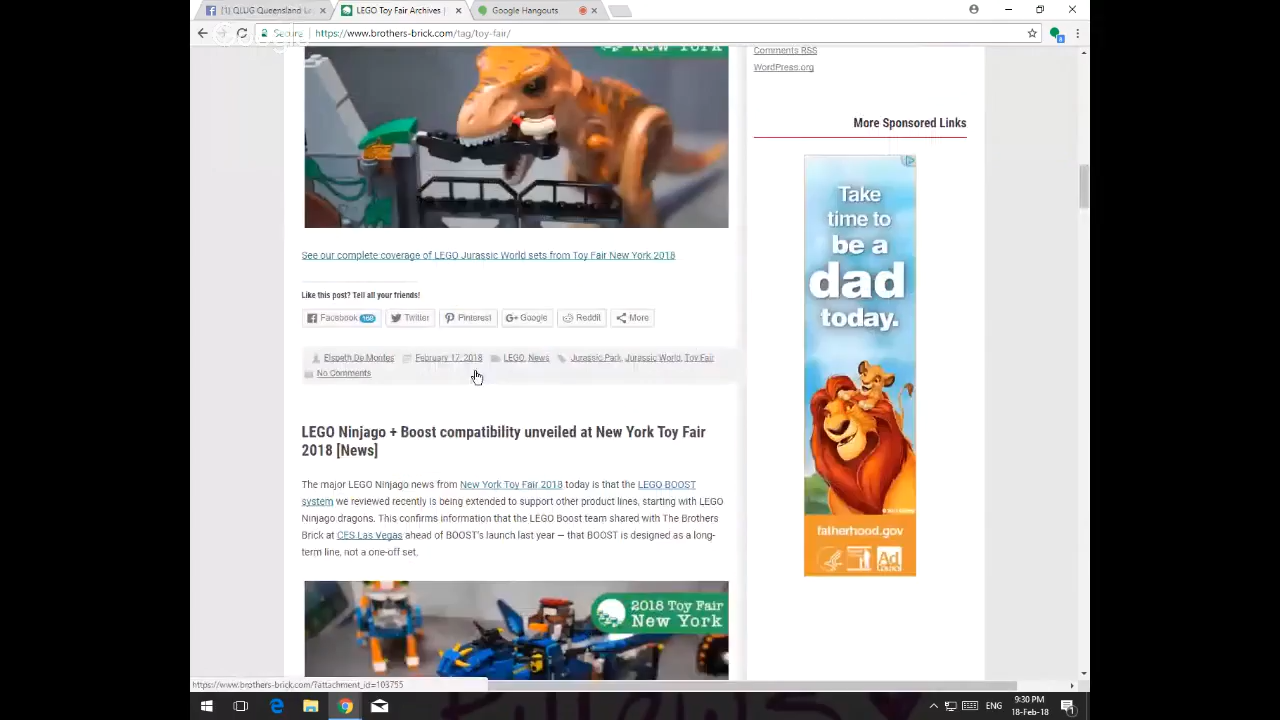 (1) QLUG Queensland Le
LEGO Toy Fair Archives |
Google Hangouts
Secure
https://www.brothers-brick.com/tag/toy-fair/
New York
Comments RSS
WordPress.org
More Sponsored Links
Take
time to
be a
dad
today.
fatherhood.gov
Ad
See our complete coverage of LEGO Jurassic World sets from Toy Fair New York 2018
Like this post? Tell all your friends!
Facebook 158 Twitter Pinterest G+ Google Reddit More
Elspeth De Montes February 17, 2018 LEGO, News Jurassic Park, Jurassic World, Toy Fair
No Comments
LEGO Ninjago + Boost compatibility unveiled at New York Toy Fair
2018 [News]
The major LEGO Ninjago news from New York Toy Fair 2018 today is that the LEGO BOOST
system we reviewed recently is being extended to support other product lines, starting with LEGO
Ninjago dragons. This confirms information that the LEGO Boost team shared with The Brothers
Brick at CES Las Vegas ahead of BOOST's launch last year — that BOOST is designed as a long-
term line, not a one-off set.
2018 Toy Fair
New York
https://www.brothers-brick.com/?attachment_id=103755
ENG
9:30 PM
18-Feb-18